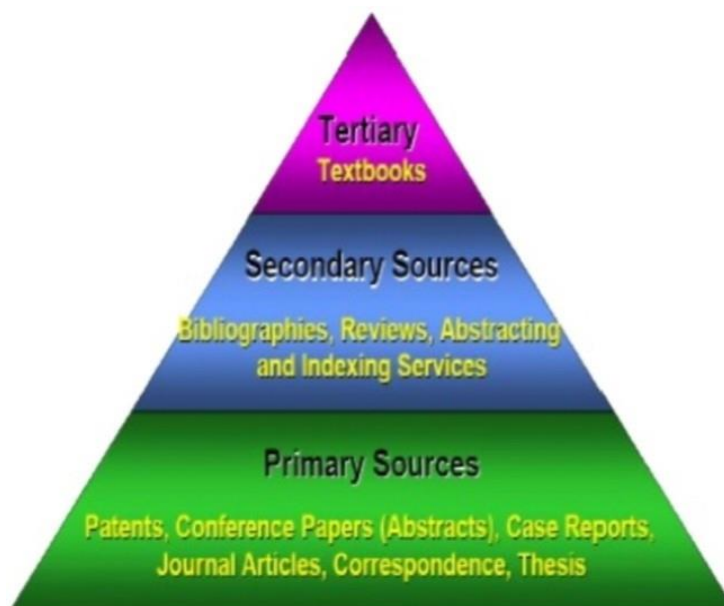 Tertiary
Textbooks
Secondary Sources
Bibliographies, Reviews, Abstracting
and Indexing Services
Primary Sources
Patents, Conference Papers (Abstracts), Case Reports,
Journal Articles, Correspondence, Thesis